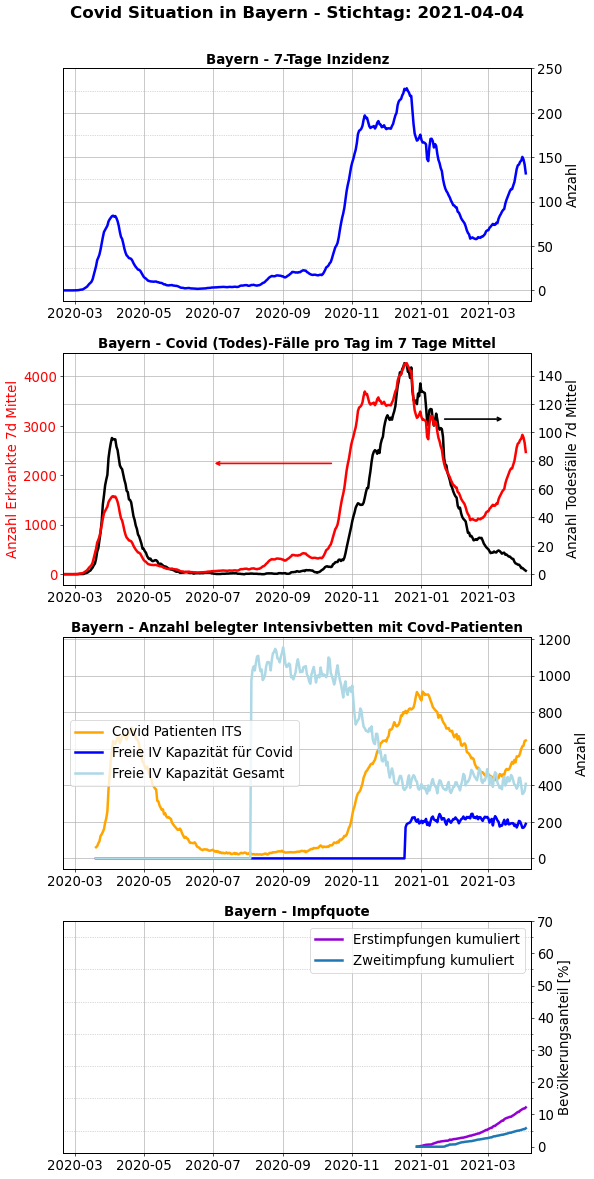 Covid Situation in Bayern - Stichtag: 2021-04-04
Bayern - 7-Tage Inzidenz
250
200
150
100
50
0
Anzahl
2020-03 2020-05 2020-07 2020-09 2020-11 2021-01 2021-03
Bayern - Covid (Todes)-Fälle pro Tag im 7 Tage Mittel
Anzahl Erkrankte 7d Mittel
4000
3000
2000
1000
0
140
120
100
80
60
40
20
0
Anzahl Todesfälle 7d Mittel
2020-03 2020-05 2020-07 2020-09 2020-11 2021-01 2021-03
Bayern - Anzahl belegter Intensivbetten mit Covd-Patienten
Covid Patienten ITS
Freie IV Kapazität für Covid
Freie IV Kapazität Gesamt
1200
1000
800
600
400
200
0
Anzahl
2020-03 2020-05 2020-07 2020-09 2020-11 2021-01 2021-03
Bayern - Impfquote
Erstimpfungen kumuliert
Zweitimpfung kumuliert
70
60
50
40
30
20
10
0
Bevölkerungsanteil [%]
2020-03 2020-05 2020-07 2020-09 2020-11 2021-01 2021-03